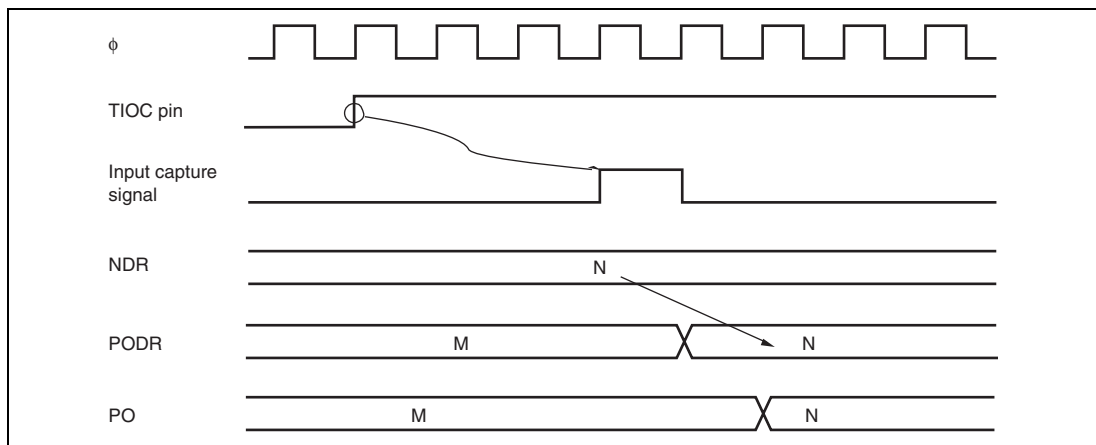 ϕ
TIOC pin
Input capture
signal
NDR
N
PODR
M
N
PO
M
N